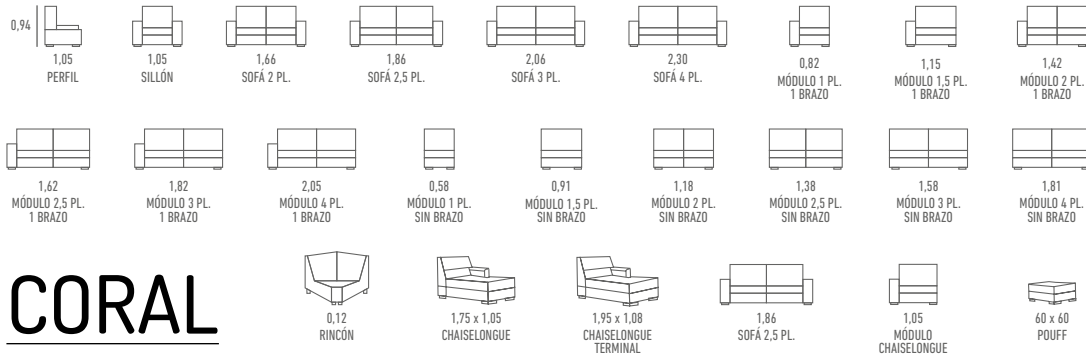 0,94
1,05
PERFIL
1,05
SILLÓN
1,66
SOFÁ 2 PL.
1,86
SOFÁ 2,5 PL.
2,06
SOFÁ 3 PL.
2,30
SOFÁ 4 PL.
0,82
MÓDULO 1 PL.
1 BRAZO
1,15
MÓDULO 1,5 PL.
1 BRAZO
1,42
MÓDULO 2 PL.
1 BRAZO
1,62
MÓDULO 2,5 PL.
1 BRAZO
1,82
MÓDULO 3 PL.
1 BRAZO
2,05
MÓDULO 4 PL.
1 BRAZO
0,58
MÓDULO 1 PL.
SIN BRAZO
0,91
MÓDULO 1,5 PL.
SIN BRAZO
1,18
MÓDULO 2 PL.
SIN BRAZO
1,38
MÓDULO 2,5 PL.
SIN BRAZO
1,58
MÓDULO 3 PL.
SIN BRAZO
1,81
MÓDULO 4 PL.
SIN BRAZO
CORAL
0,12
RINCÓN
1,75 x 1,05
CHAISELONGUE
1,95 x 1,08
CHAISELONGUE
TERMINAL
1,86
SOFÁ 2,5 PL.
1,05
MÓDULO
CHAISELONGUE
60 x 60
POUFF